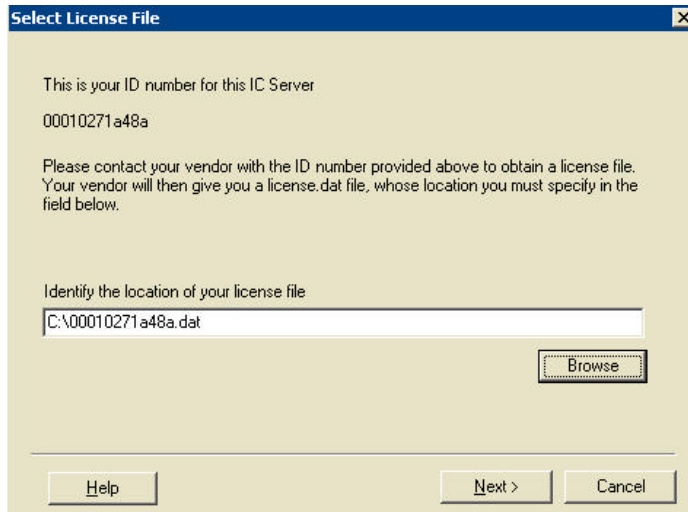 Select License File
This is your ID number for this IC Server
00010271a48a
Please contact your vendor with the ID number provided above to obtain a license file.
Your vendor will then give you a license.dat file, whose location you must specify in the
field below.
Identify the location of your license file
C:\00010271a48a.dat
Browse
Help
Next >
Cancel